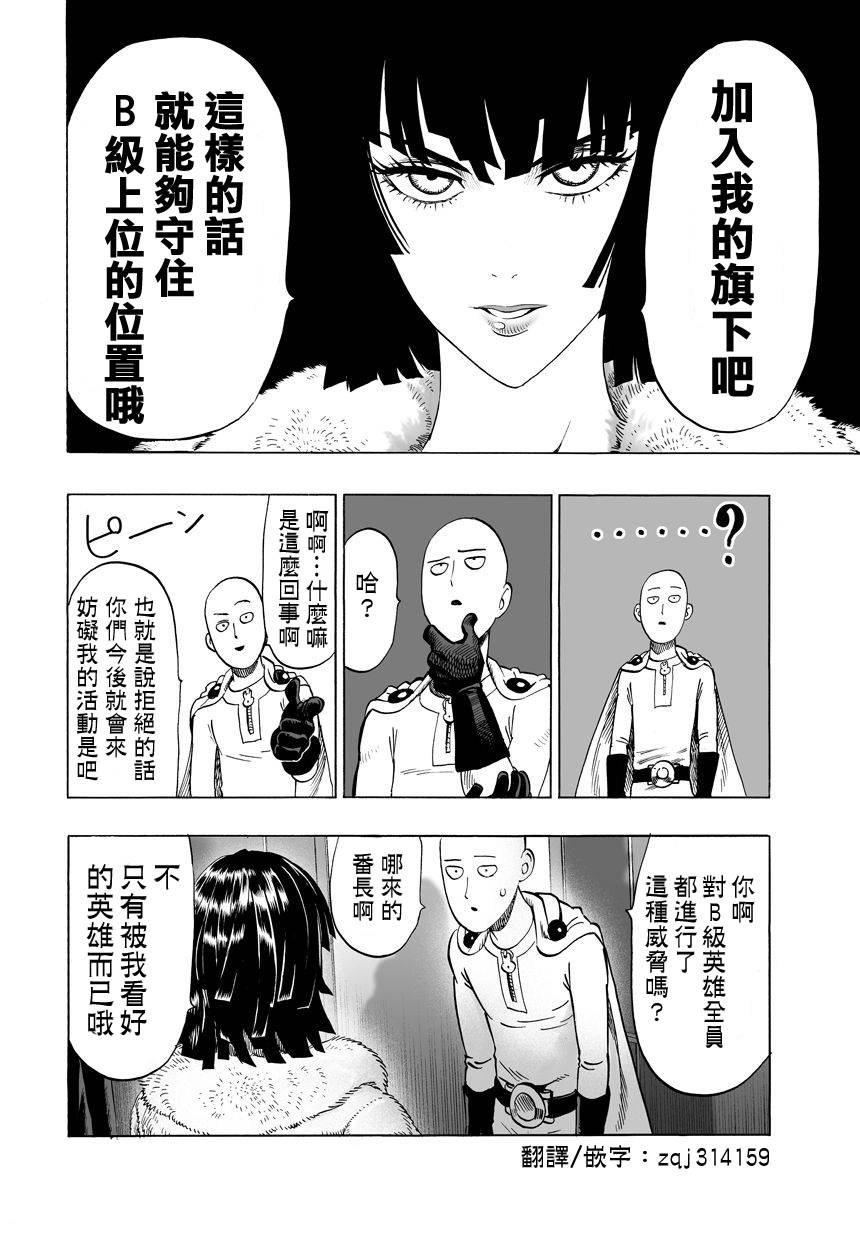 加入我的旗下吧
這樣的話
就能夠守住
B級上位的位置哦
......?
哈?
啊啊…什麼嘛
是這麼回事啊
ピーン
也就是說拒絕的話
你們今後就會來
妨礙我的活動是吧
你啊
對B級英雄全員
都進行了
這種威脅嗎?
哪來的
番長啊
不
只有被我看好
的英雄而已哦
翻譯/嵌字：zqj314159